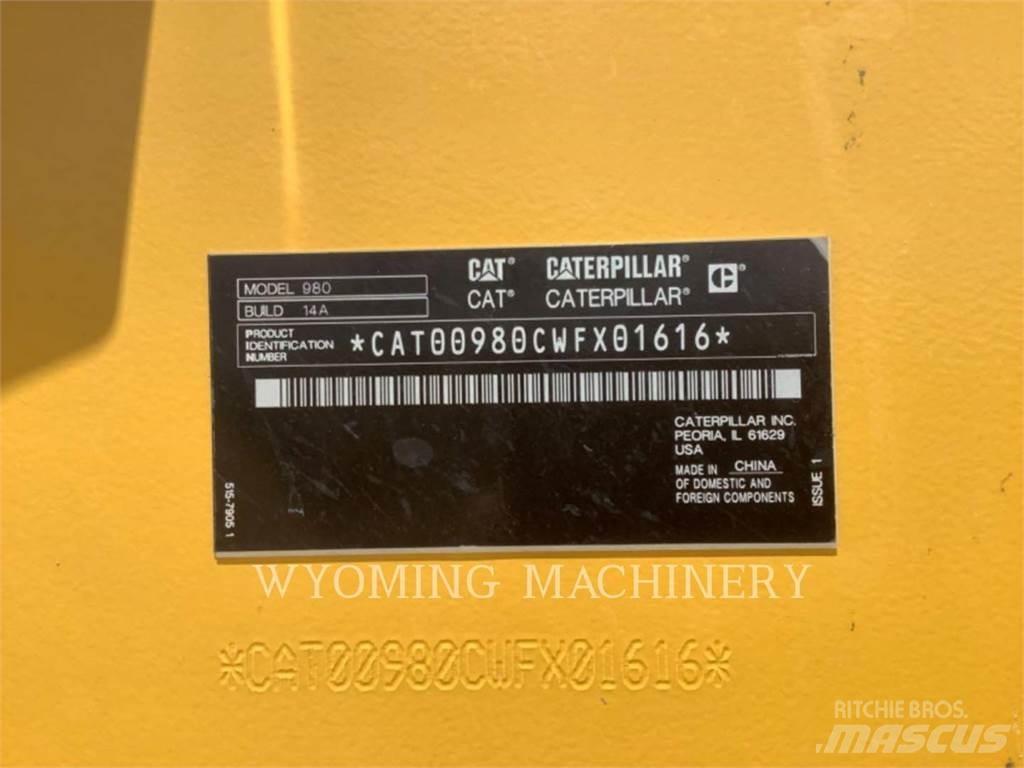 CAT® CATERPILLAR® C®
CAT® CATERPILLAR®
MODEL 980
BUILD 14A
PRODUCT
IDENTIFICATION
NUMBER
*CAT00980CWFX01616*
CATERPILLAR INC.
PEORIA, IL 61629
USA
MADE IN CHINA
OF DOMESTIC AND
FOREIGN COMPONENTS
515-7905 1
ISSUE 1
WYOMING MACHINERY
*CAT00980CWFX01616*
RITCHIE BROS.
MASCUS